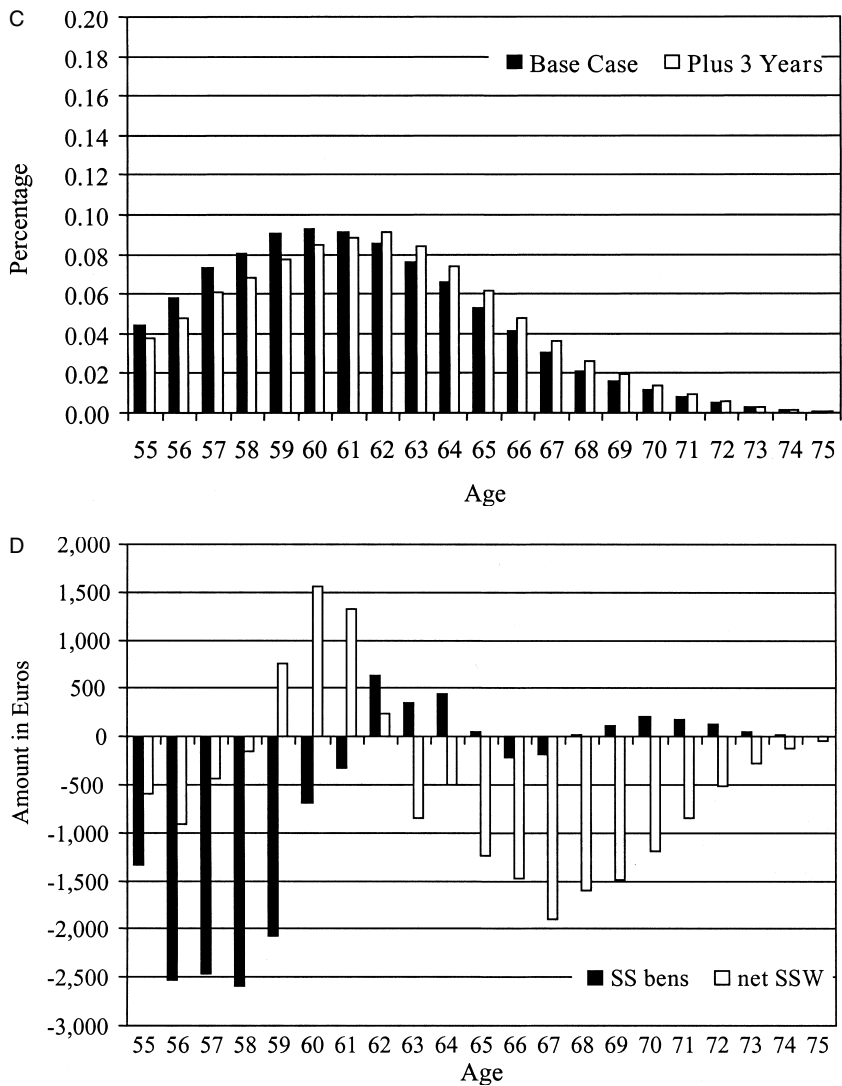 C
0.20
0.18
Base Case Plus 3 Years
0.16
0.14
0.12
0.10
0.08
0.06
0.04
0.02
0.00
Percentage
55 56 57 58 59 60 61 62 63 64 65 66 67 68 69 70 71 72 73 74 75
Age
D
2,000
1,500
1,000
500
0
-500
-1,000
-1,500
-2,000
-2,500
-3,000
Amount in Euros
SS bens net SSW
55 56 57 58 59 60 61 62 63 64 65 66 67 68 69 70 71 72 73 74 75
Age